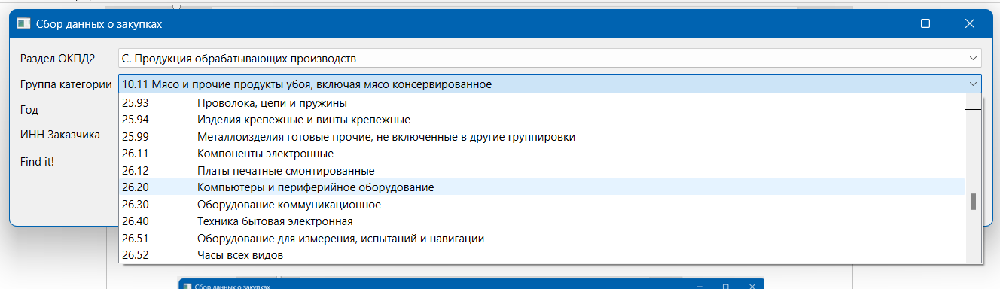 Сбор данных о закупках
Раздел ОКПД2 С. Продукция обрабатывающих производств
Группа категории 10.11 Мясо и прочие продукты убоя, включая мясо консервированное
25.93 Проволока, цепи и пружины
Год
25.94 Изделия крепежные и винты крепежные
ИНН Заказчика
25.99 Металлоизделия готовые прочие, не включенные в другие группировки
26.11 Компоненты электронные
Find it!
26.12 Платы печатные смонтированные
26.20 Компьютеры и периферийное оборудование
26.30 Оборудование коммуникационное
26.40 Техника бытовая электронная
26.51 Оборудование для измерения, испытаний и навигации
26.52 Часы всех видов
Сбор данных о закупках